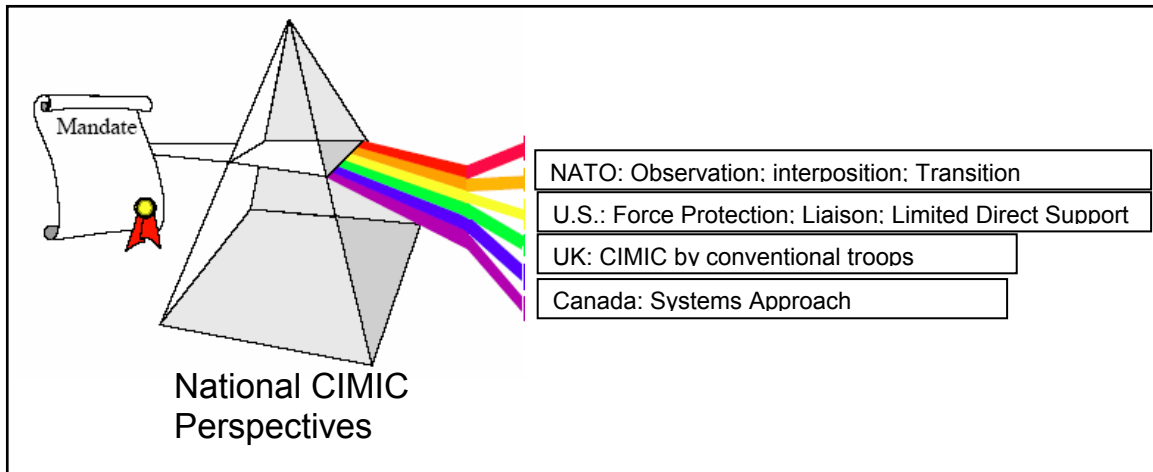 Mandate
NATO: Observation; interposition; Transition
U.S.: Force Protection; Liaison; Limited Direct Support
UK: CIMIC by conventional troops
Canada: Systems Approach
National CIMIC
Perspectives